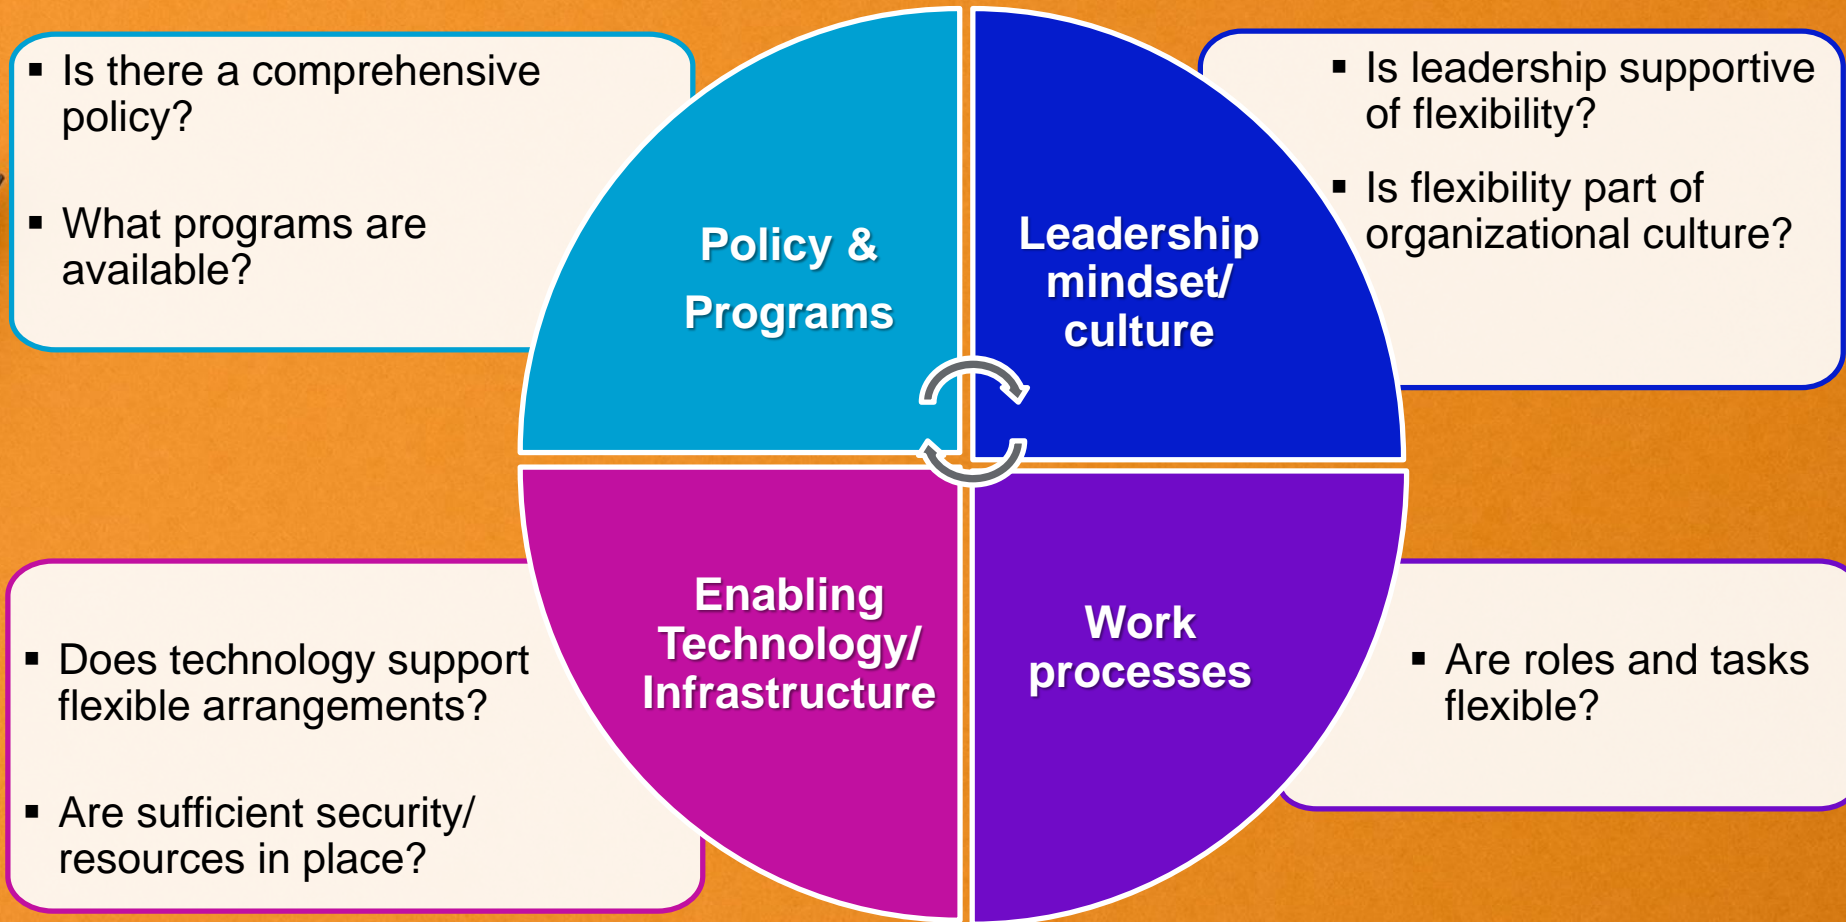 ▪ Is there a comprehensive
policy?
▪ What programs are
available?
Policy &
Programs
Leadership
mindset/
culture
▪ Is leadership supportive
of flexibility?
▪ Is flexibility part of
organizational culture?
▪ Does technology support
flexible arrangements?
▪ Are sufficient security/
resources in place?
Enabling
Technology/
Infrastructure
Work
processes
▪ Are roles and tasks
flexible?